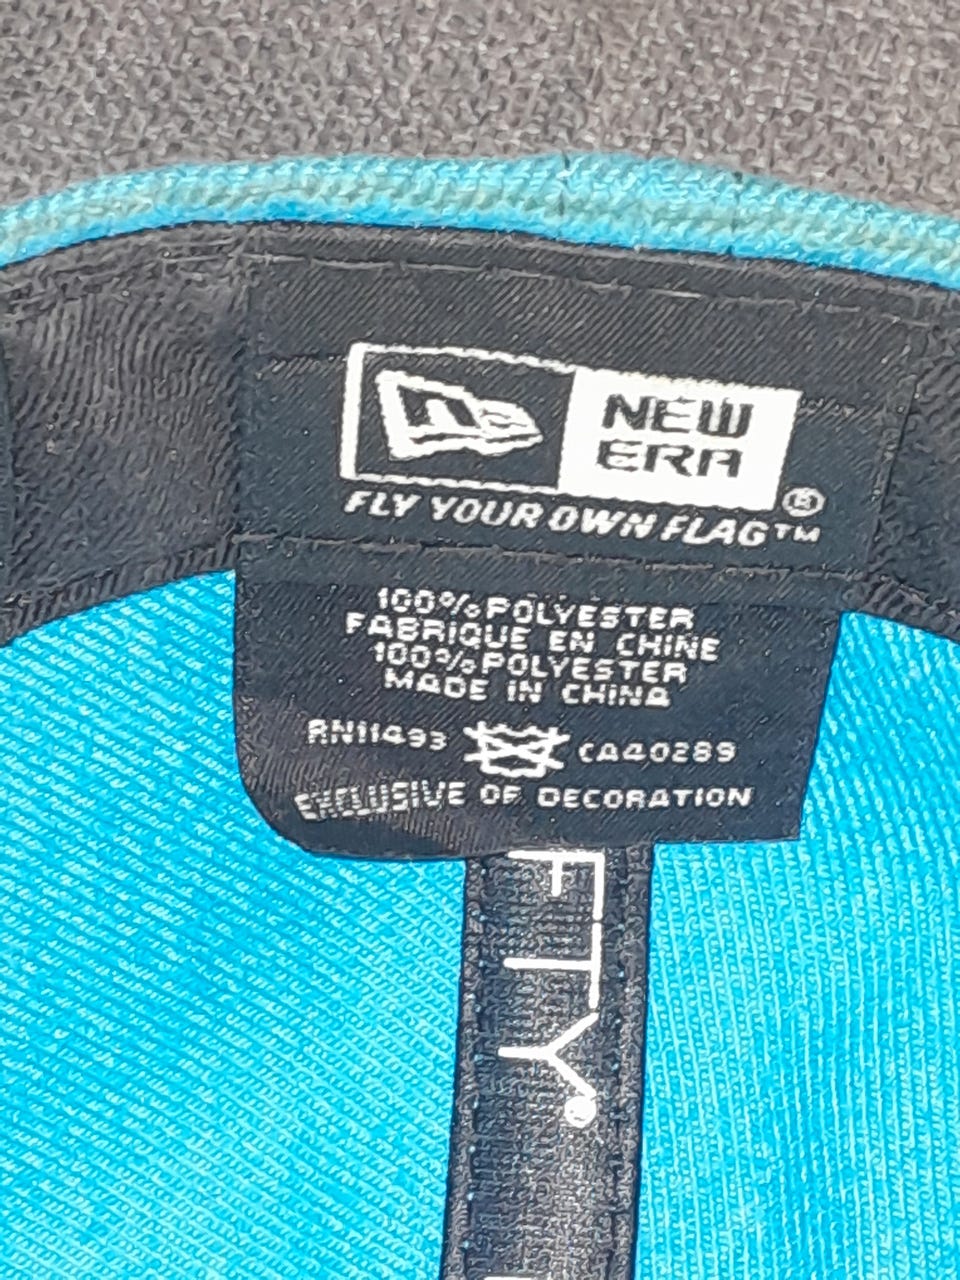 NEW
ERA
®
FLY YOUR OWN FLAG™
100% POLYESTER
FABRIQUE EN CHINE
100% POLYESTER
MADE IN CHINA
RN11493 CA40289
EXCLUSIVE OF DECORATION
FTY®